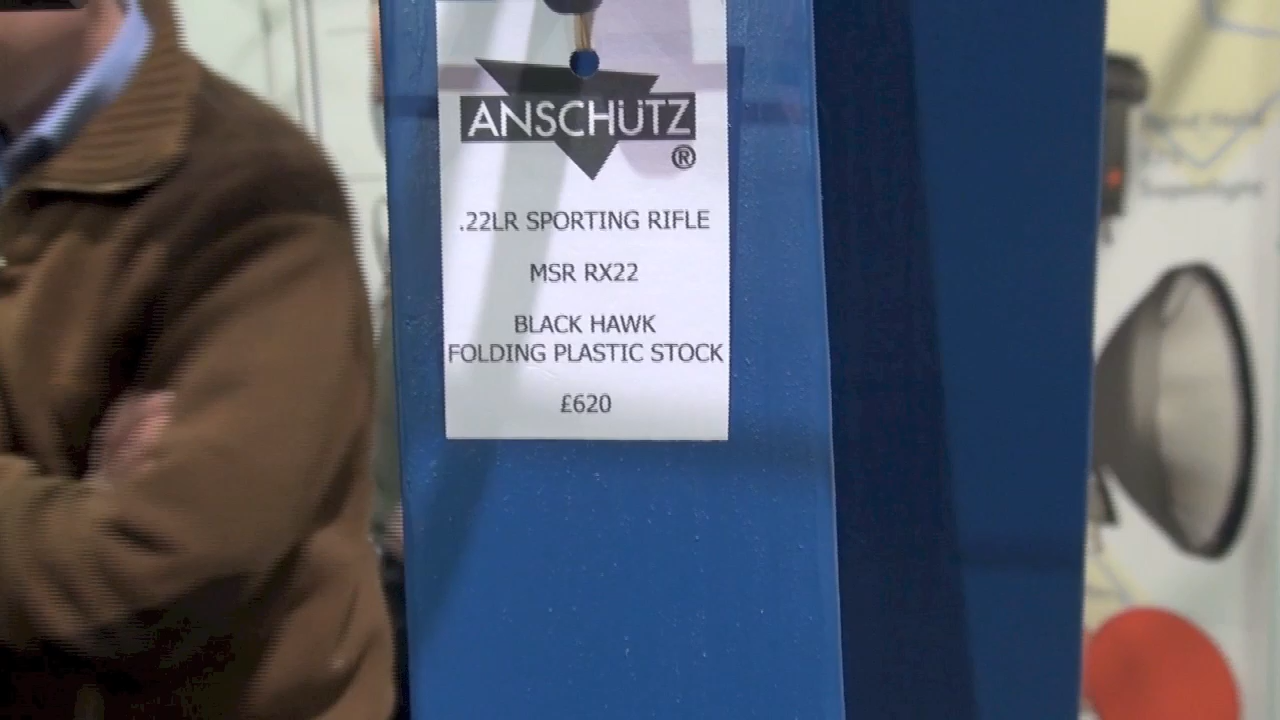 ANSCHÜTZ
®
.22LR SPORTING RIFLE
MSR RX22
BLACK HAWK
FOLDING PLASTIC STOCK
£620